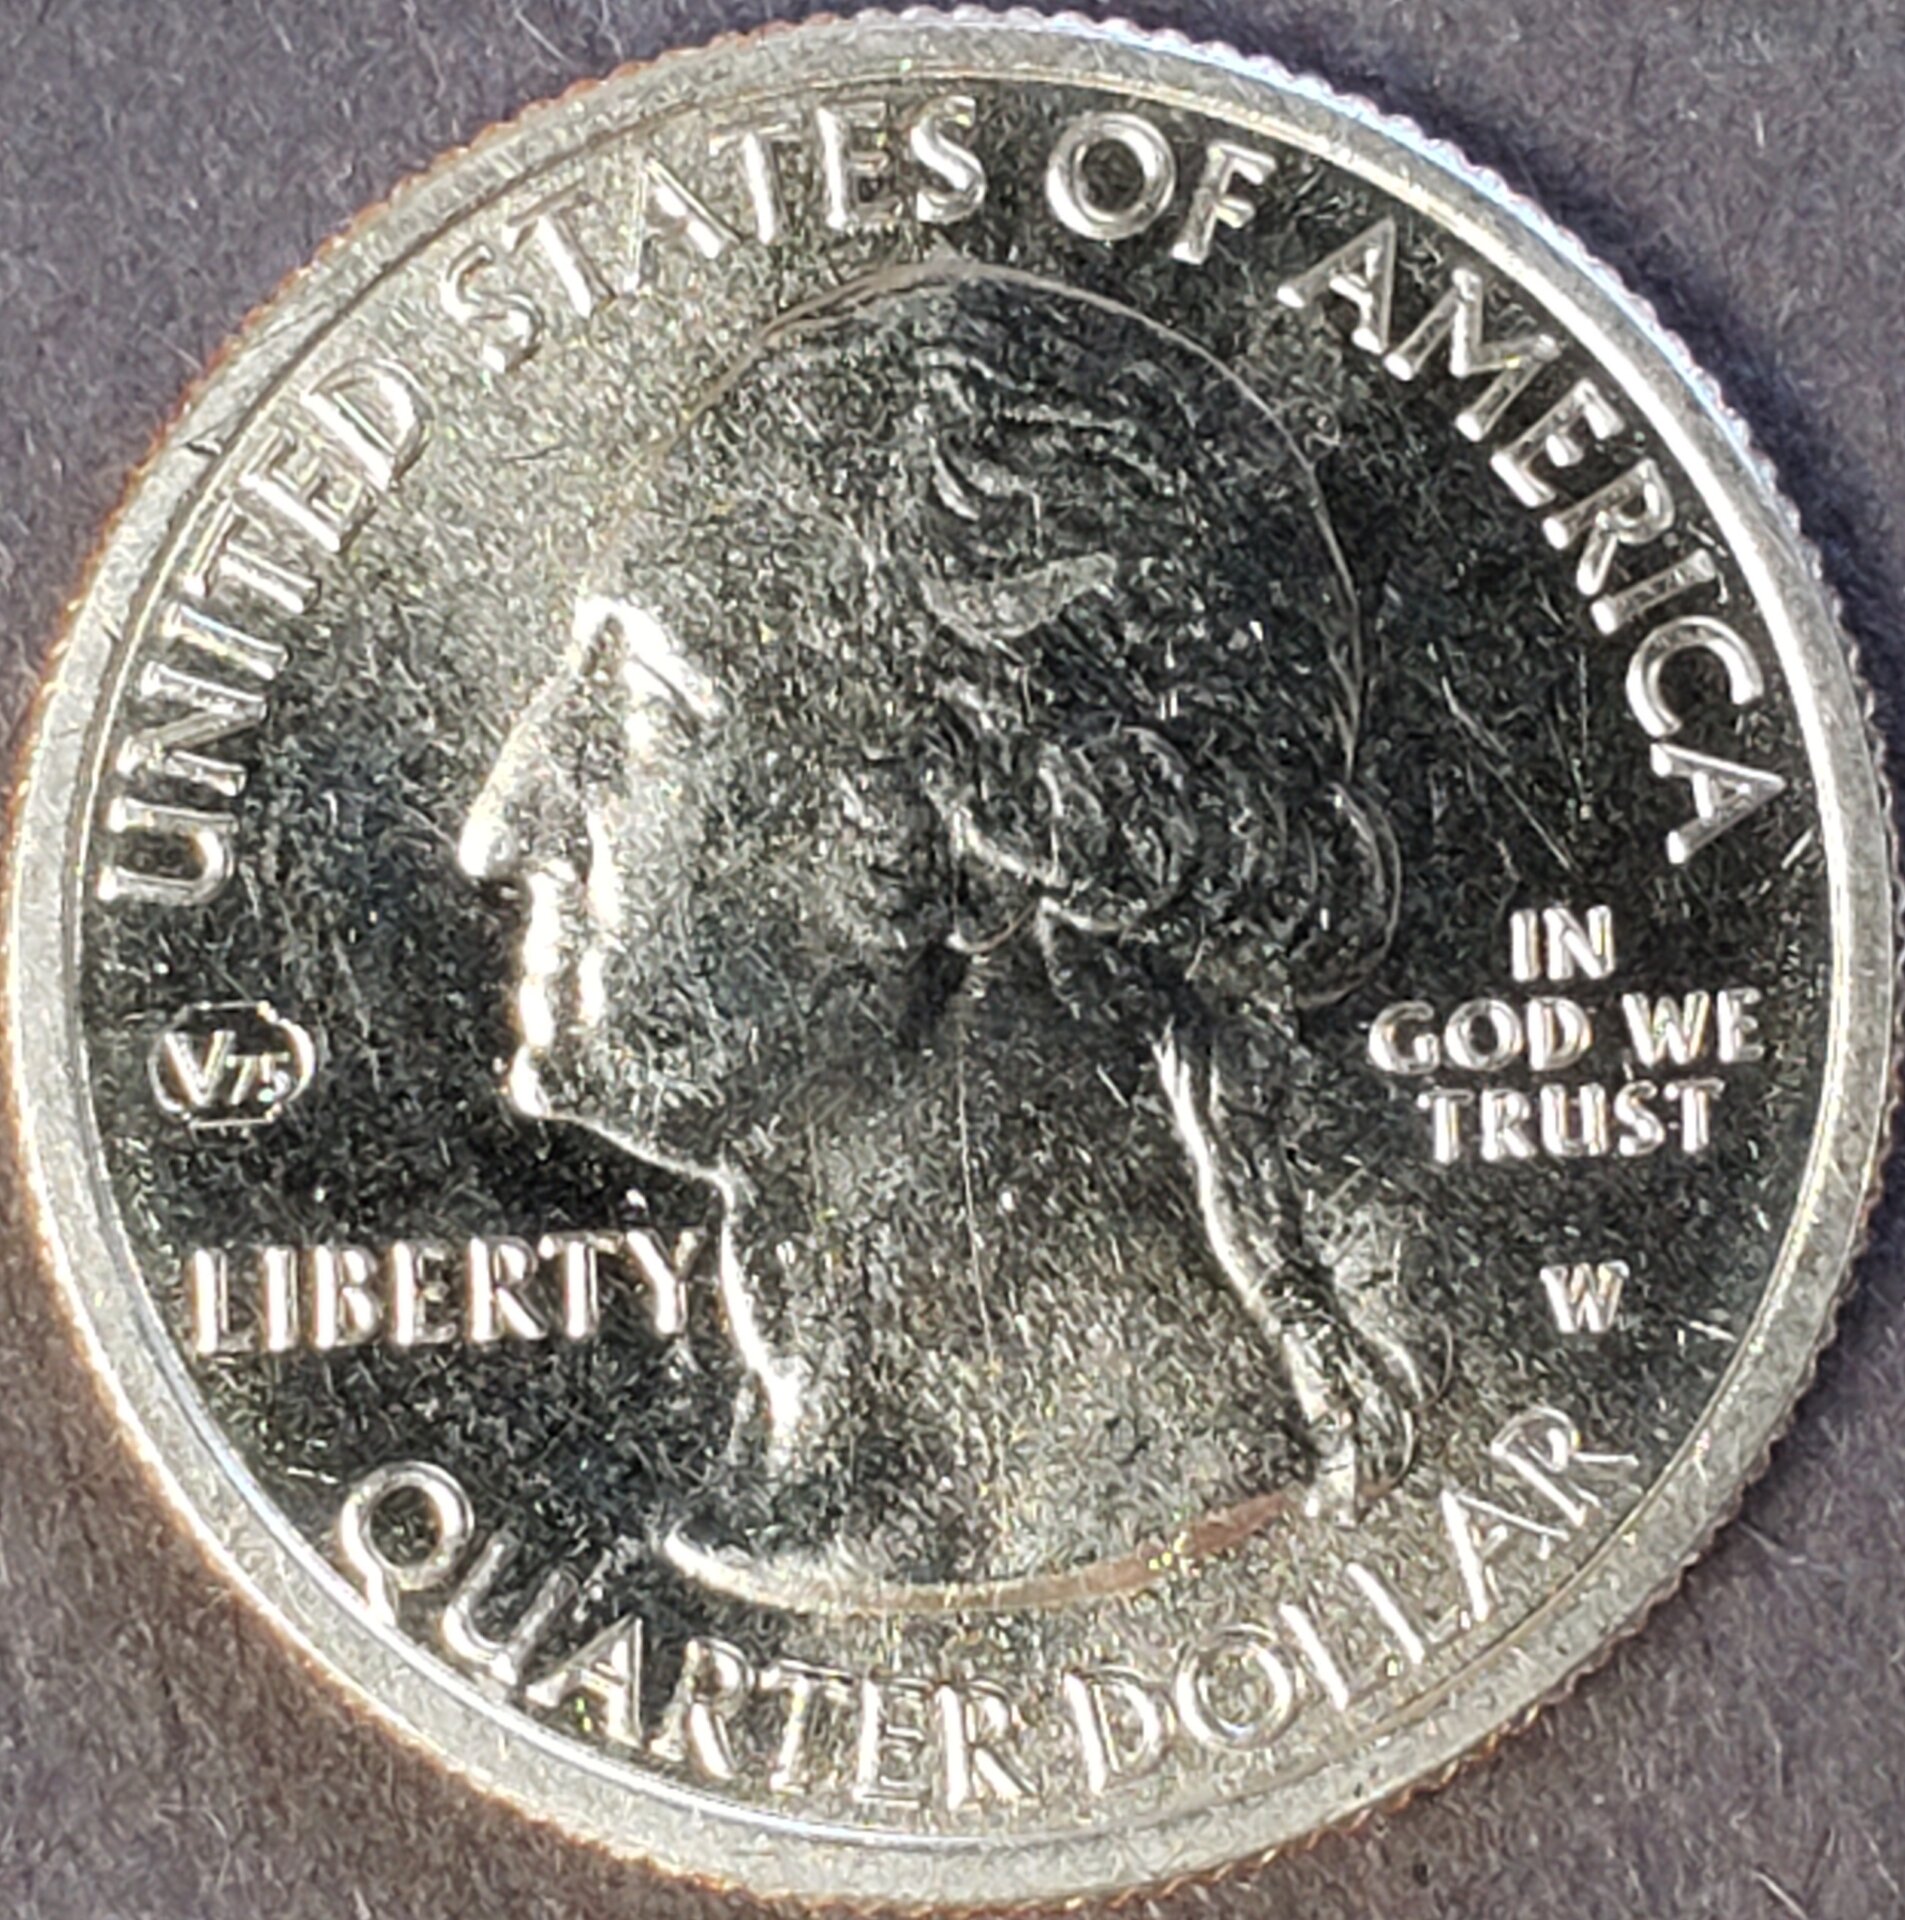 UNITED STATES OF AMERICA
IN
GOD WE
TRUST
V75
LIBERTY
W
QUARTER DOLLAR